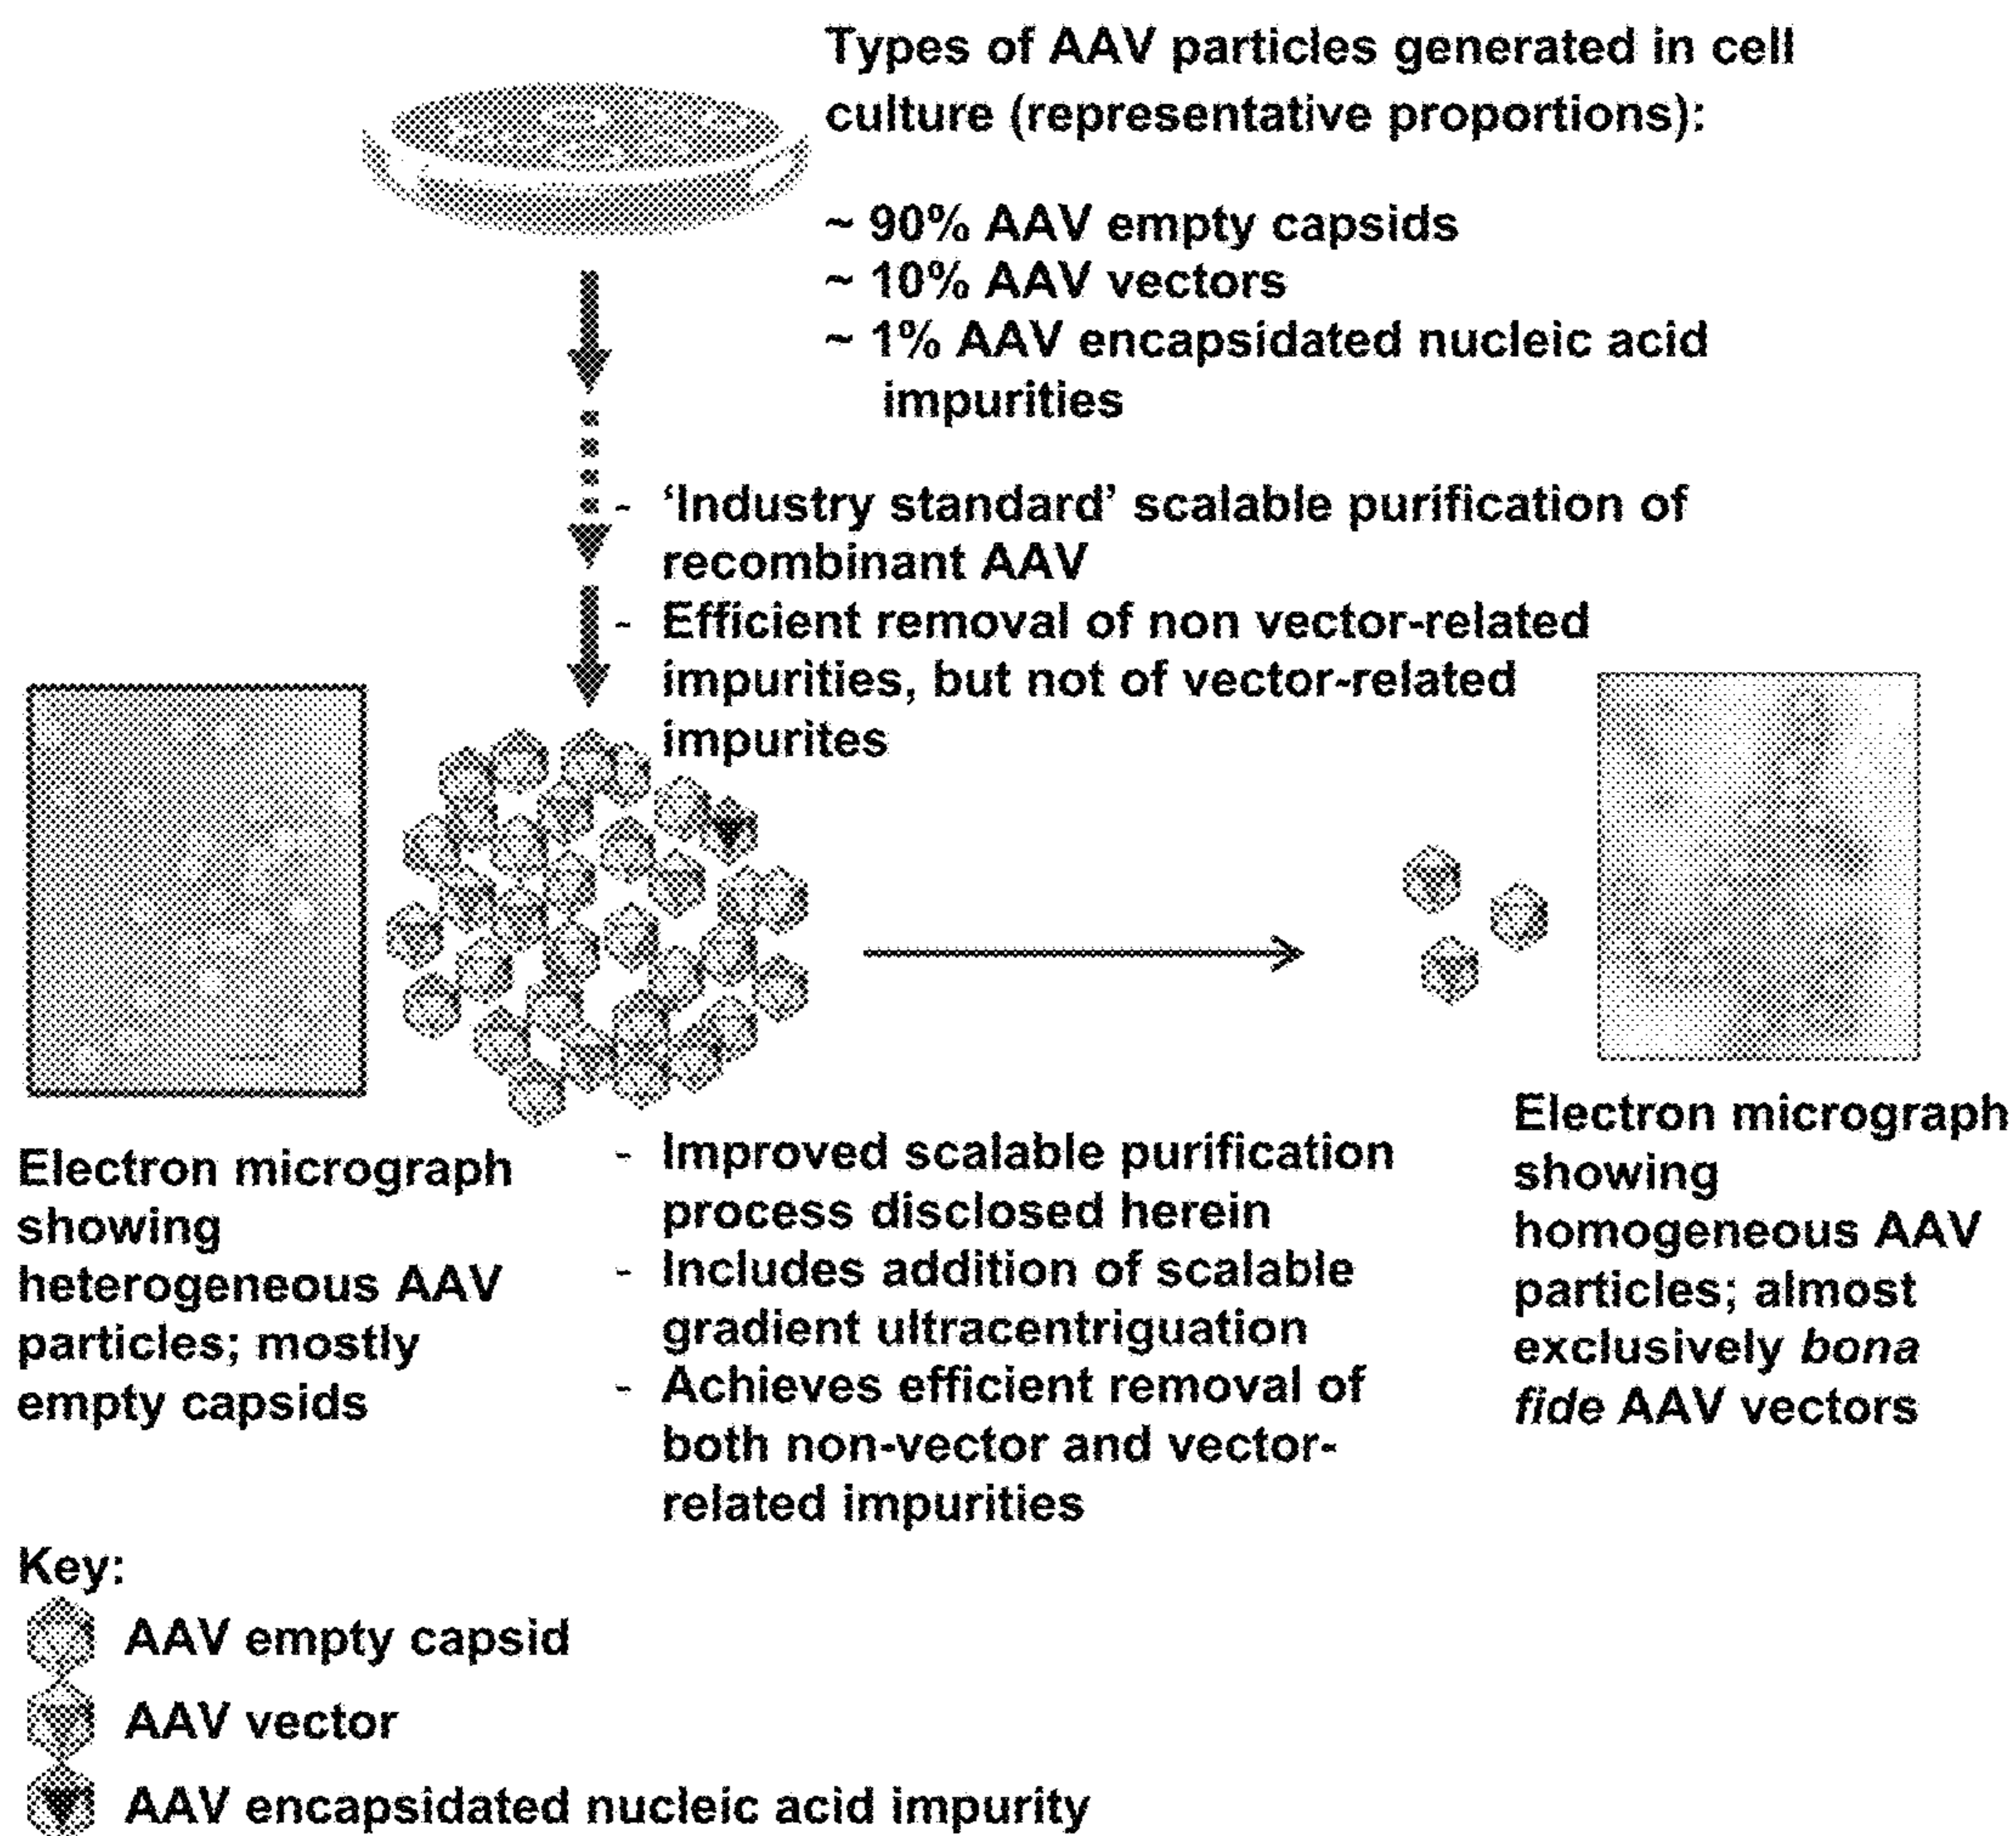 Types of AAV particles generated in cell
culture (representative proportions):
~ 90% AAV empty capsids
~ 10% AAV vectors
~ 1% AAV encapsidated nucleic acid
impurities
- ‘Industry standard’ scalable purification of
recombinant AAV
- Efficient removal of non vector-related
impurities, but not of vector-related
impurites
Electron micrograph
showing
heterogeneous AAV
particles; mostly
empty capsids
- Improved scalable purification
process disclosed herein
- Includes addition of scalable
gradient ultracentriguation
- Achieves efficient removal of
both non-vector and vector-
related impurities
Electron micrograph
showing
homogeneous AAV
particles; almost
exclusively bona
fide AAV vectors
Key:
AAV empty capsid
AAV vector
AAV encapsidated nucleic acid impurity